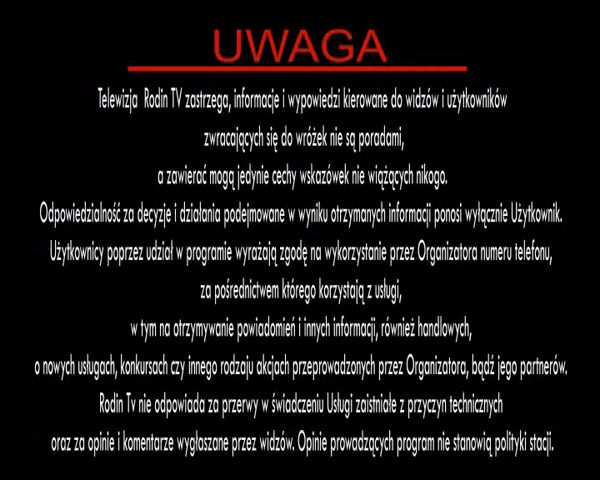 UWAGA
Telewizja Rodin TV zastrzega, informacje i wypowiedzi kierowane do widzów i użytkowników
zwracających się do wróżek nie są poradami,
a zawierać mogą jedynie cechy wskazówek nie wiążących nikogo.
Odpowiedzialność za decyzje i działania podejmowane w wyniku otrzymanych informacji ponosi wyłącznie Użytkownik.
Użytkownicy poprzez udział w programie wyrażają zgodę na wykorzystanie przez Organizatora numeru telefonu,
za pośrednictwem którego korzystają z usługi,
w tym na otrzymywanie powiadomień i innych informacji, również handlowych,
o nowych usługach, konkursach czy innego rodzaju akcjach przeprowadzonych przez Organizatora, bądź jego partnerów.
Rodin Tv nie odpowiada za przerwy w świadczeniu Usługi zaistniałe z przyczyn technicznych
oraz za opinie i komentarze wygłaszane przez widzów. Opinie prowadzących program nie stanowią polityki stacji.